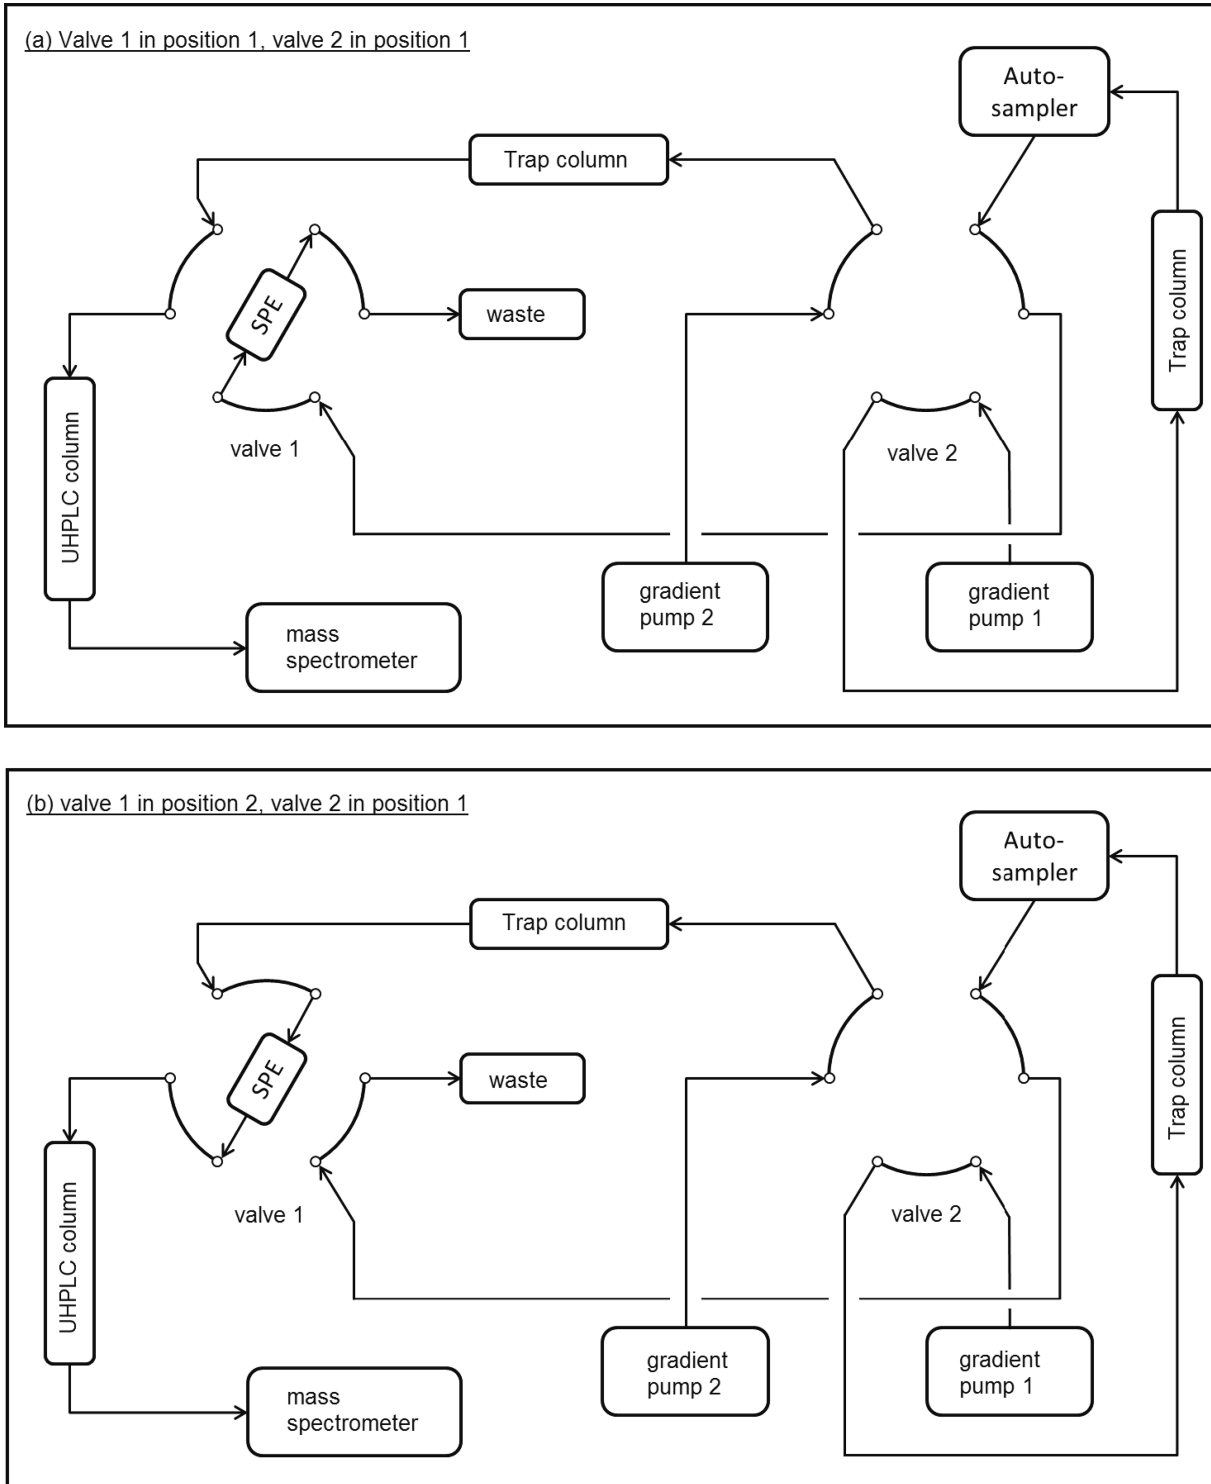 (a) Valve 1 in position 1, valve 2 in position 1
Auto-
sampler
Trap column
Trap column
SPE
waste
UHPLC column
valve 1
valve 2
gradient
pump 2
gradient
pump 1
mass
spectrometer
(b) valve 1 in position 2, valve 2 in position 1
Auto-
sampler
Trap column
Trap column
SPE
waste
UHPLC column
valve 1
valve 2
gradient
pump 2
gradient
pump 1
mass
spectrometer